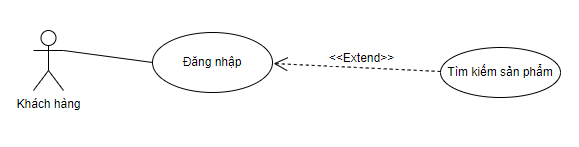 <<Extend>>
Đăng nhập
Tìm kiếm sản phẩm
Khách hàng